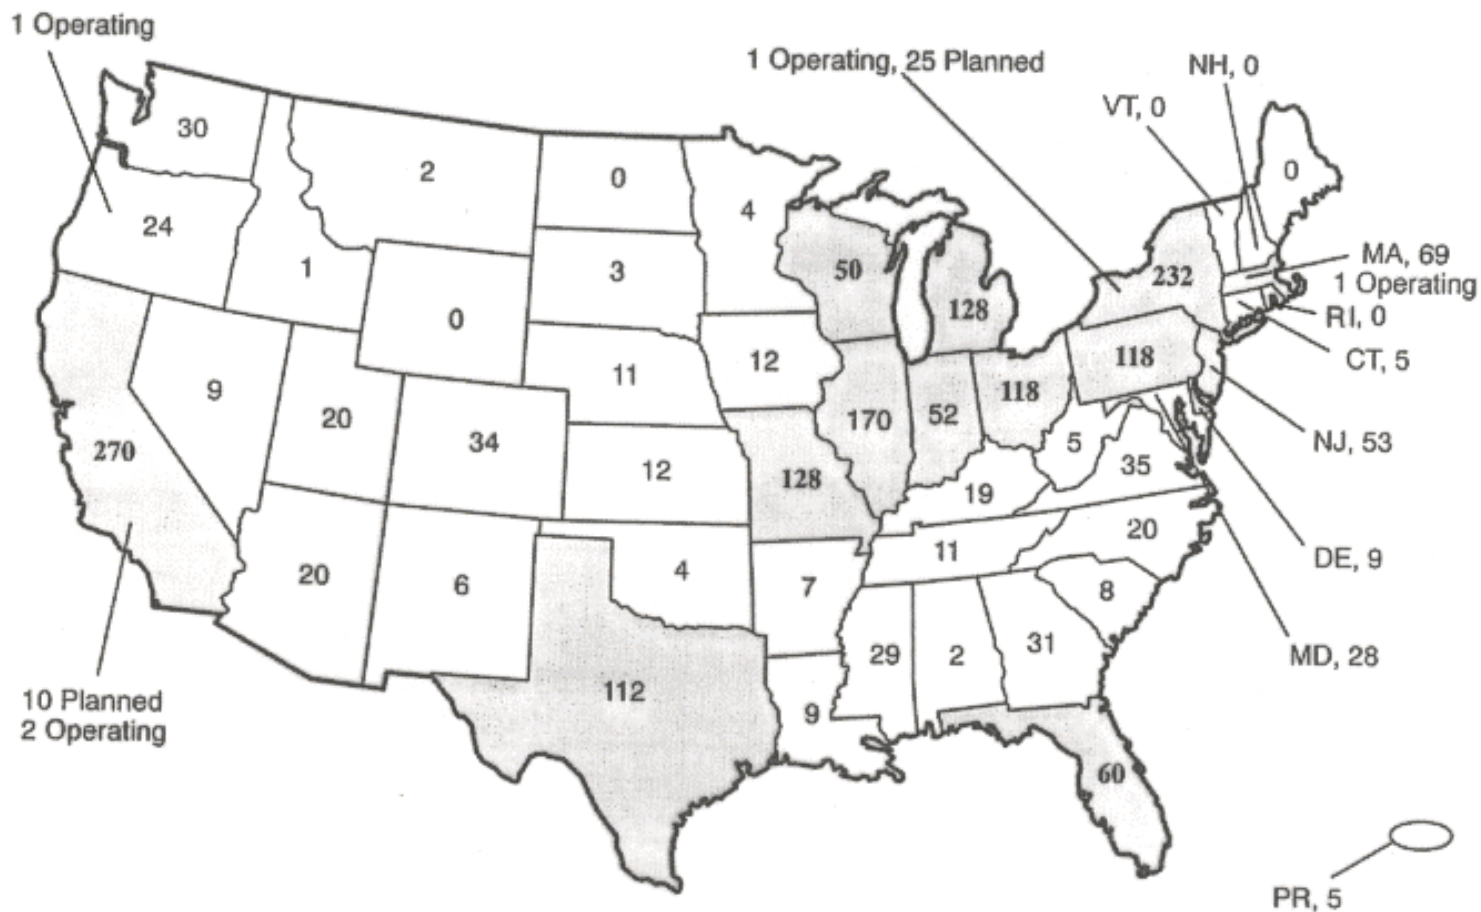 1 Operating
1 Operating, 25 Planned
NH, 0
VT, 0
30
2
0
4
0
24
1
3
50
128
232
MA, 69
1 Operating
RI, 0
CT, 5
0
9
20
34
11
12
170
52
118
118
NJ, 53
270
12
128
19
5
35
DE, 9
20
6
4
7
11
20
8
MD, 28
10 Planned
2 Operating
112
9
29
2
31
60
PR, 5